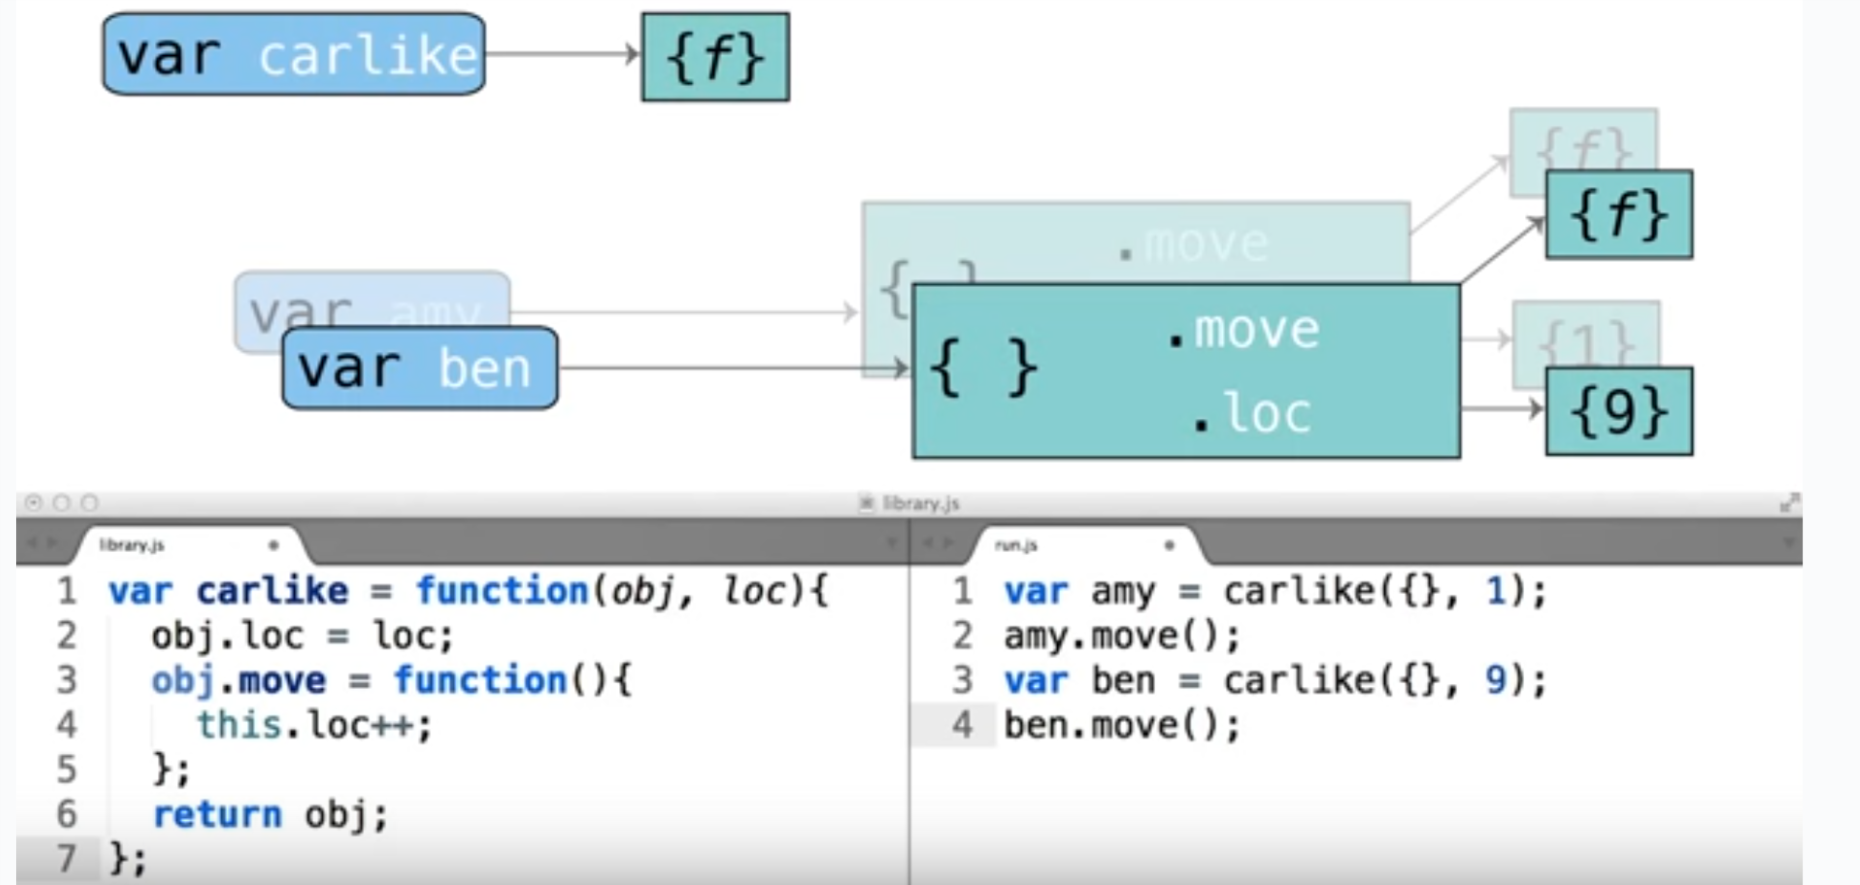 var carlike
{f}
{f}
.move
{f}
{ }
.move
var amy
{1}
var ben
{ }
.loc
{9}
library.js
library.js
run.js
1 var carlike = function(obj, loc){
2 obj.loc = loc;
3 obj.move = function(){
4 this.loc++;
5 };
6 return obj;
7 };
1 var amy = carlike({}, 1);
2 amy.move();
3 var ben = carlike({}, 9);
4 ben.move();